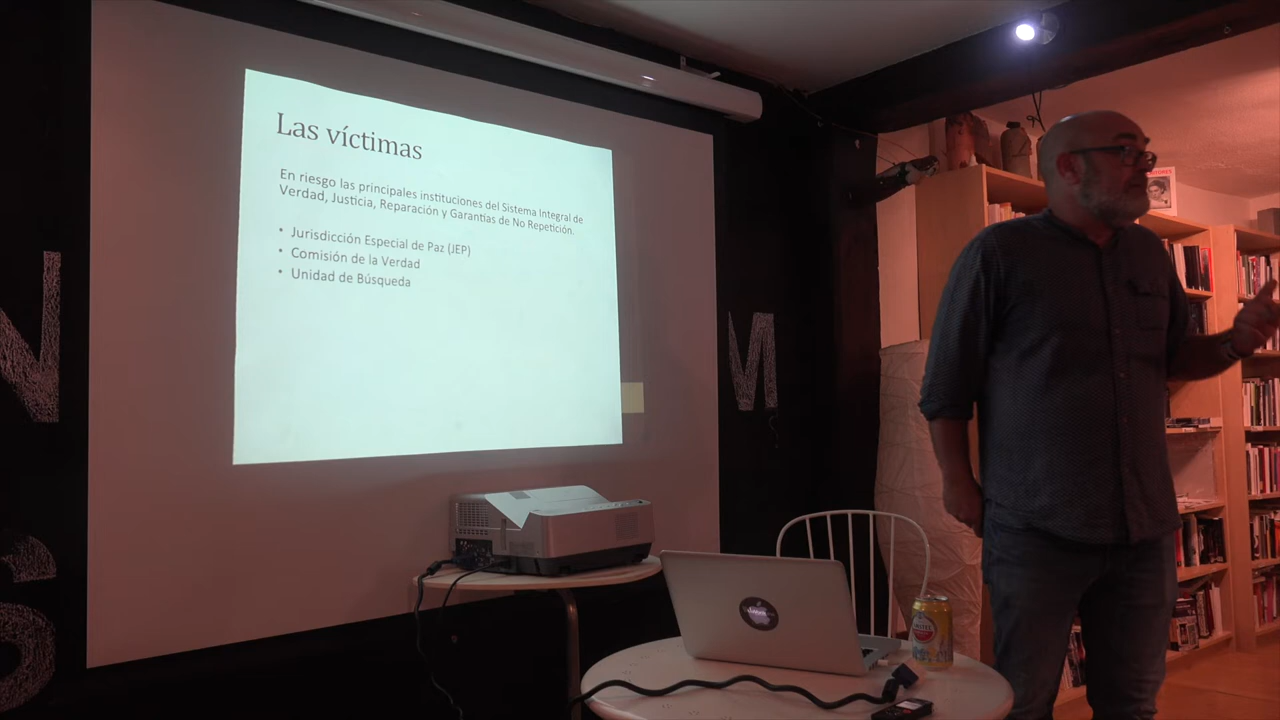 Las víctimas
En riesgo las principales instituciones del Sistema Integral de
Verdad, Justicia, Reparación y Garantías de No Repetición.
• Jurisdicción Especial de Paz (JEP)
• Comisión de la Verdad
• Unidad de Búsqueda
N
M
S